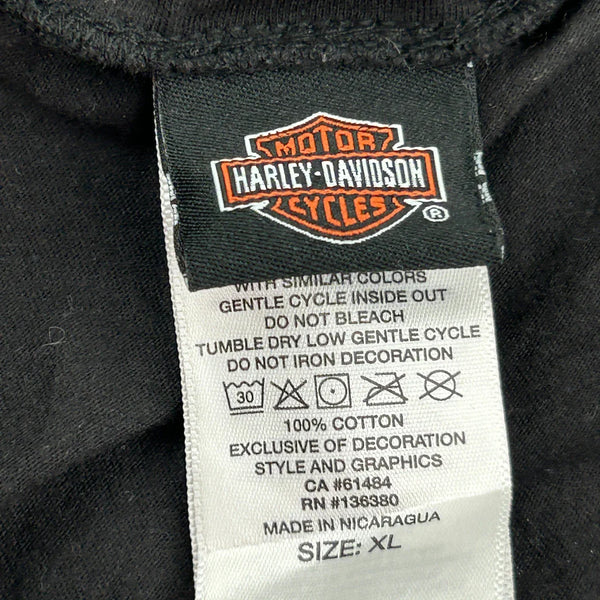 MOTOR
HARLEY-DAVIDSON
CYCLES
®
WITH SIMILAR COLORS
GENTLE CYCLE INSIDE OUT
DO NOT BLEACH
TUMBLE DRY LOW GENTLE CYCLE
DO NOT IRON DECORATION
30
100% COTTON
EXCLUSIVE OF DECORATION
STYLE AND GRAPHICS
CA #61484
RN #136380
MADE IN NICARAGUA
SIZE: XL